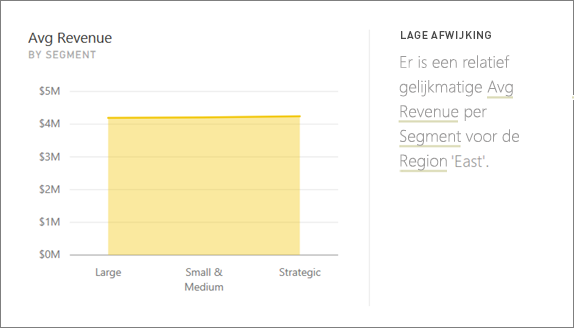 Avg Revenue
BY SEGMENT
$5M
$4M
$3M
$2M
$1M
$0M
Large
Small &
Medium
Strategic
LAGE AFWIJKING
Er is een relatief
gelijkmatige Avg
Revenue per
Segment voor de
Region 'East'.